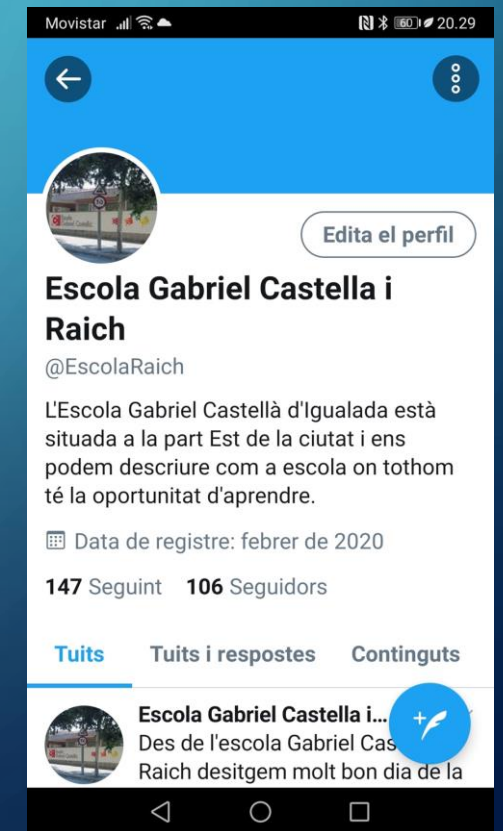 Movistar 60 20.29
Edita el perfil
Escola Gabriel Castella i
Raich
@EscolaRaich
L'Escola Gabriel Castellà d'Igualada està
situada a la part Est de la ciutat i ens
podem descriure com a escola on tothom
té la oportunitat d'aprendre.
Data de registre: febrer de 2020
147 Seguint 106 Seguidors
Tuits Tuits i respostes Continguts
Escola Gabriel Castella i...
Des de l'escola Gabriel
Raich desitgem molt bon dia de la